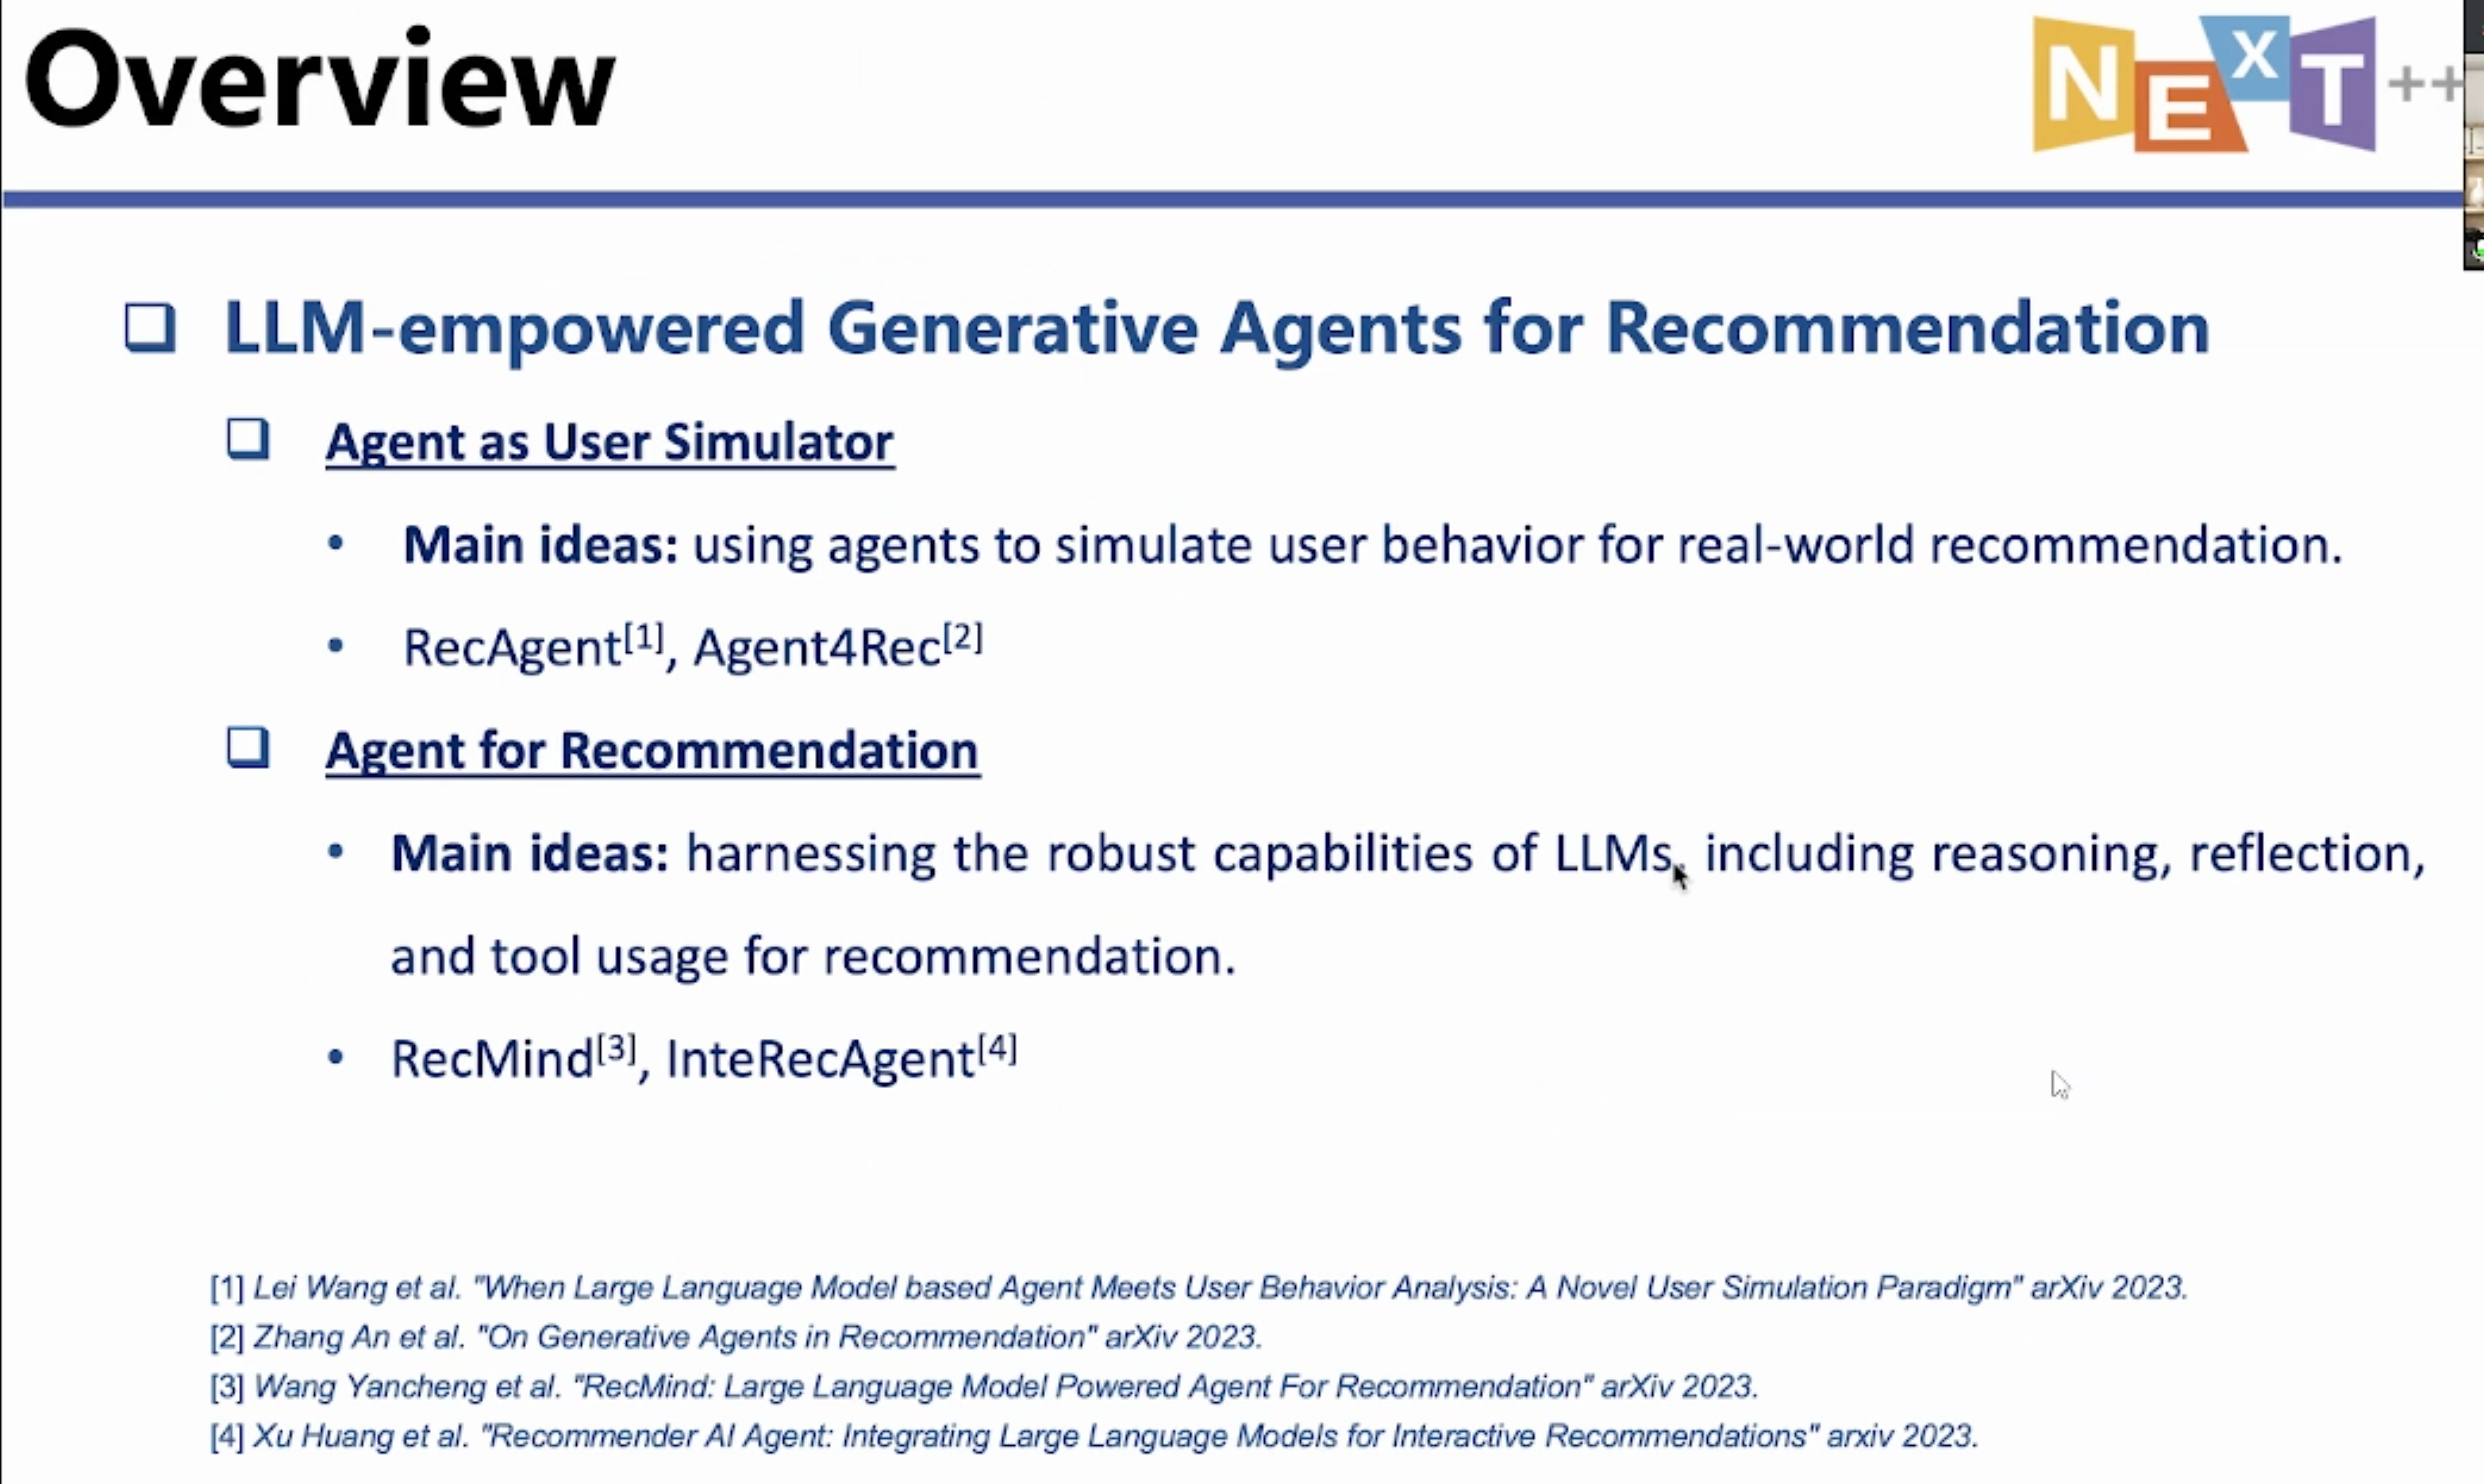 Overview
NEXT++
LLM-empowered Generative Agents for Recommendation
Agent as User Simulator
• Main ideas: using agents to simulate user behavior for real-world recommendation.
• RecAgent[1], Agent4Rec[2]
Agent for Recommendation
• Main ideas: harnessing the robust capabilities of LLMs, including reasoning, reflection,
and tool usage for recommendation.
• RecMind[3], InteRecAgent[4]
[1] Lei Wang et al. "When Large Language Model based Agent Meets User Behavior Analysis: A Novel User Simulation Paradigm" arXiv 2023.
[2] Zhang An et al. "On Generative Agents in Recommendation" arXiv 2023.
[3] Wang Yancheng et al. "RecMind: Large Language Model Powered Agent For Recommendation" arXiv 2023.
[4] Xu Huang et al. "Recommender AI Agent: Integrating Large Language Models for Interactive Recommendations" arxiv 2023.